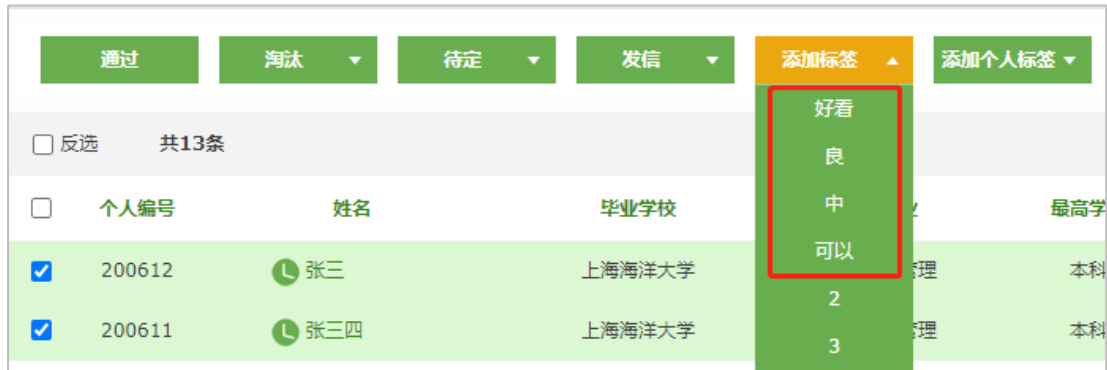 通过 淘汰 待定 发信 添加标签 添加个人标签
好看
反选 共13条
良
个人编号 姓名 毕业学校 中 最高学
可以
200612 张三 上海海洋大学 理 本科
2
200611 张三四 上海海洋大学 理 本科
3